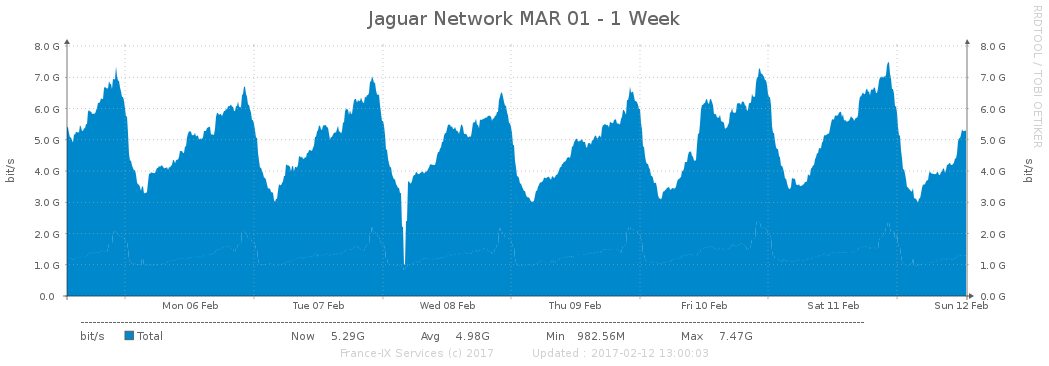 Jaguar Network MAR 01 - 1 Week
RRDTOOL / TOBI OETIKER
8.0 G 8.0 G
7.0 G 7.0 G
6.0 G 6.0 G
5.0 G 5.0 G
4.0 G 4.0 G
3.0 G 3.0 G
2.0 G 2.0 G
1.0 G 1.0 G
0.0 0.0 G
bit/s bit/s
Mon 06 Feb Tue 07 Feb Wed 08 Feb Thu 09 Feb Fri 10 Feb Sat 11 Feb Sun 12 Feb
bit/s Total Now 5.29G Avg 4.98G Min 982.56M Max 7.47G
France-IX Services (c) 2017 Updated : 2017-02-12 13:00:03